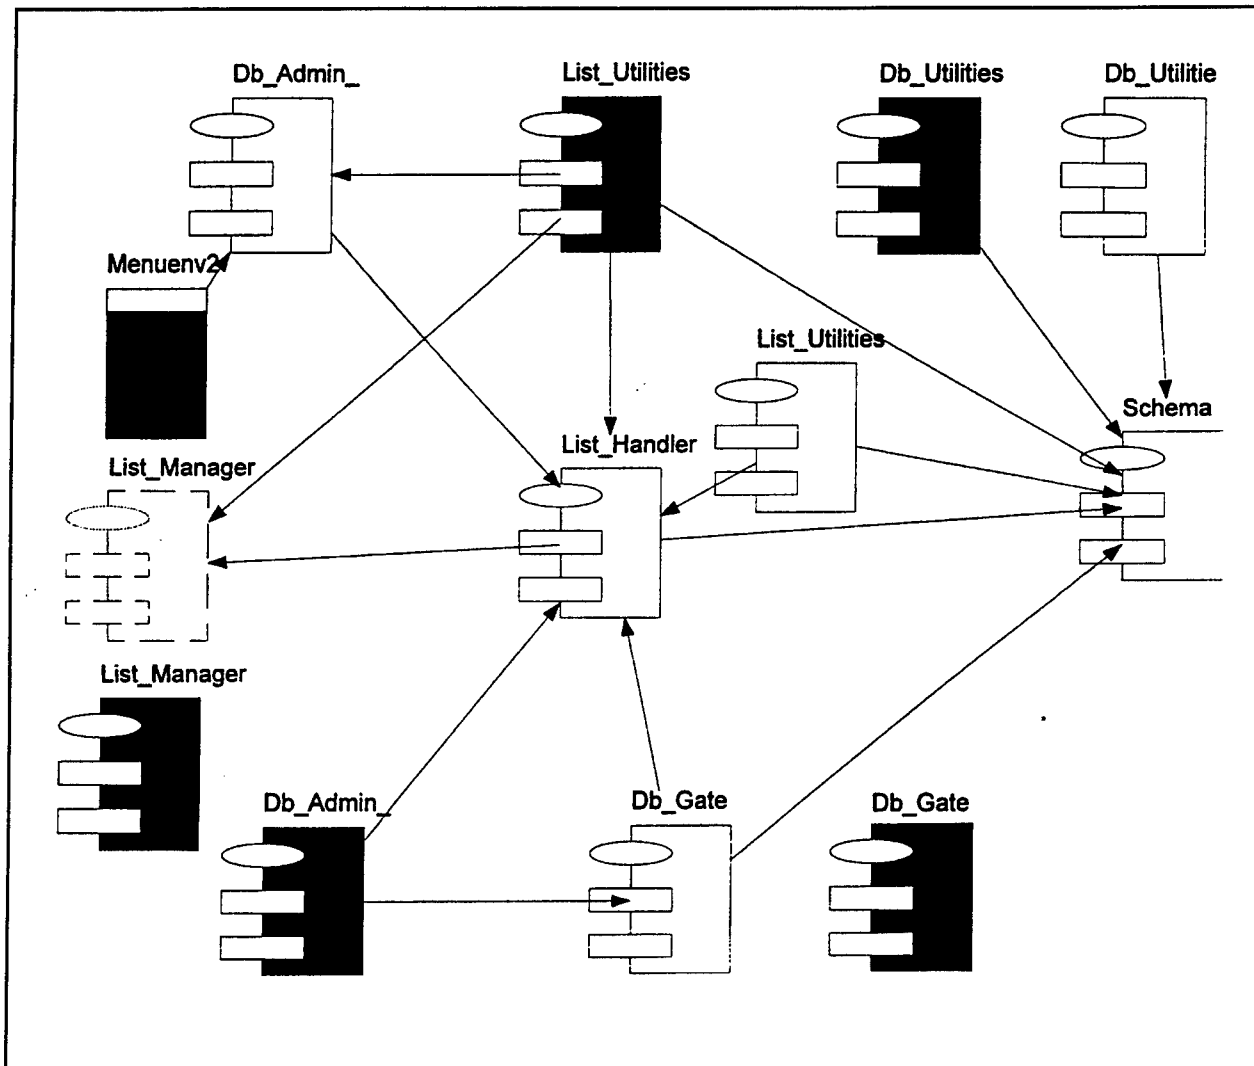 Db_Admin_
List_Utilities
Db_Utilities
Db_Utilitie
Menuenv2
List_Utilities
Schema
List_Handler
List_Manager
List_Manager
Db_Admin_
Db_Gate
Db_Gate